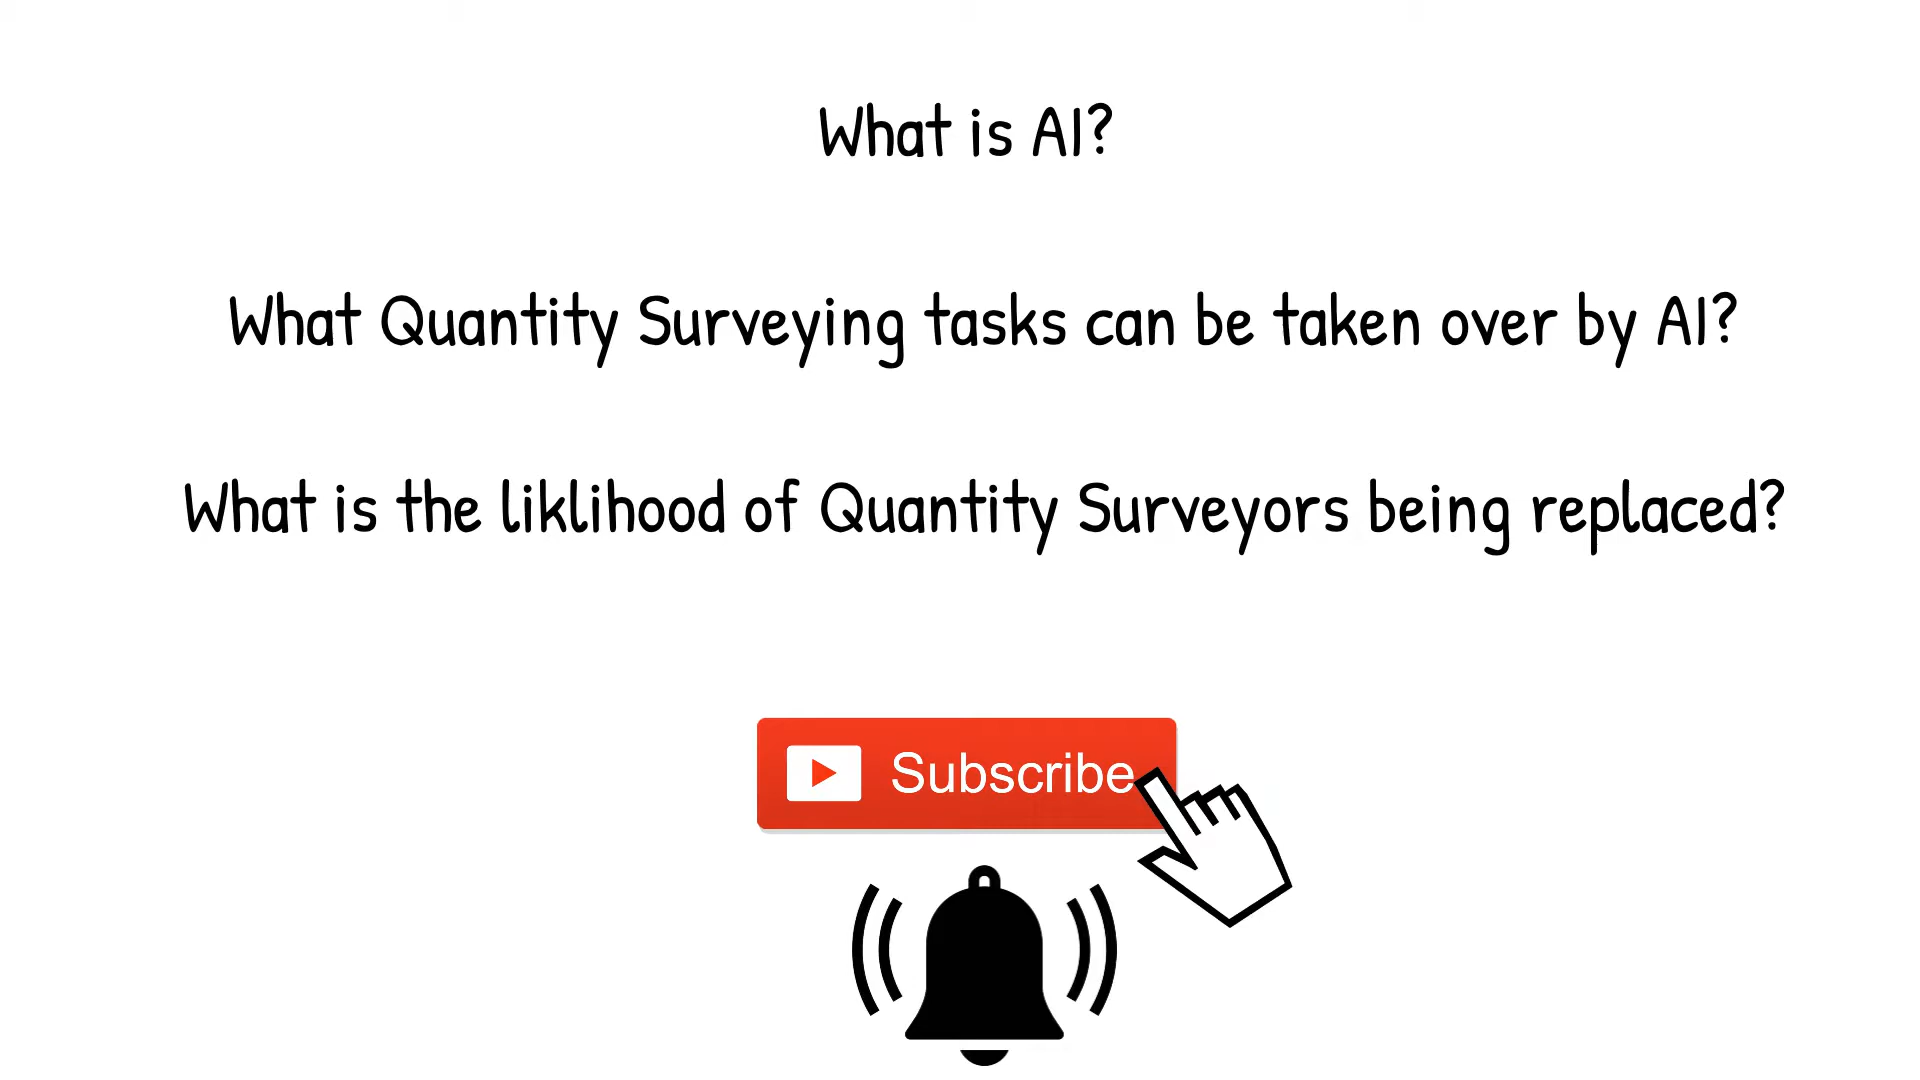 What is AI?
What Quantity Surveying tasks can be taken over by AI?
What is the liklihood of Quantity Surveyors being replaced?
Subscribe